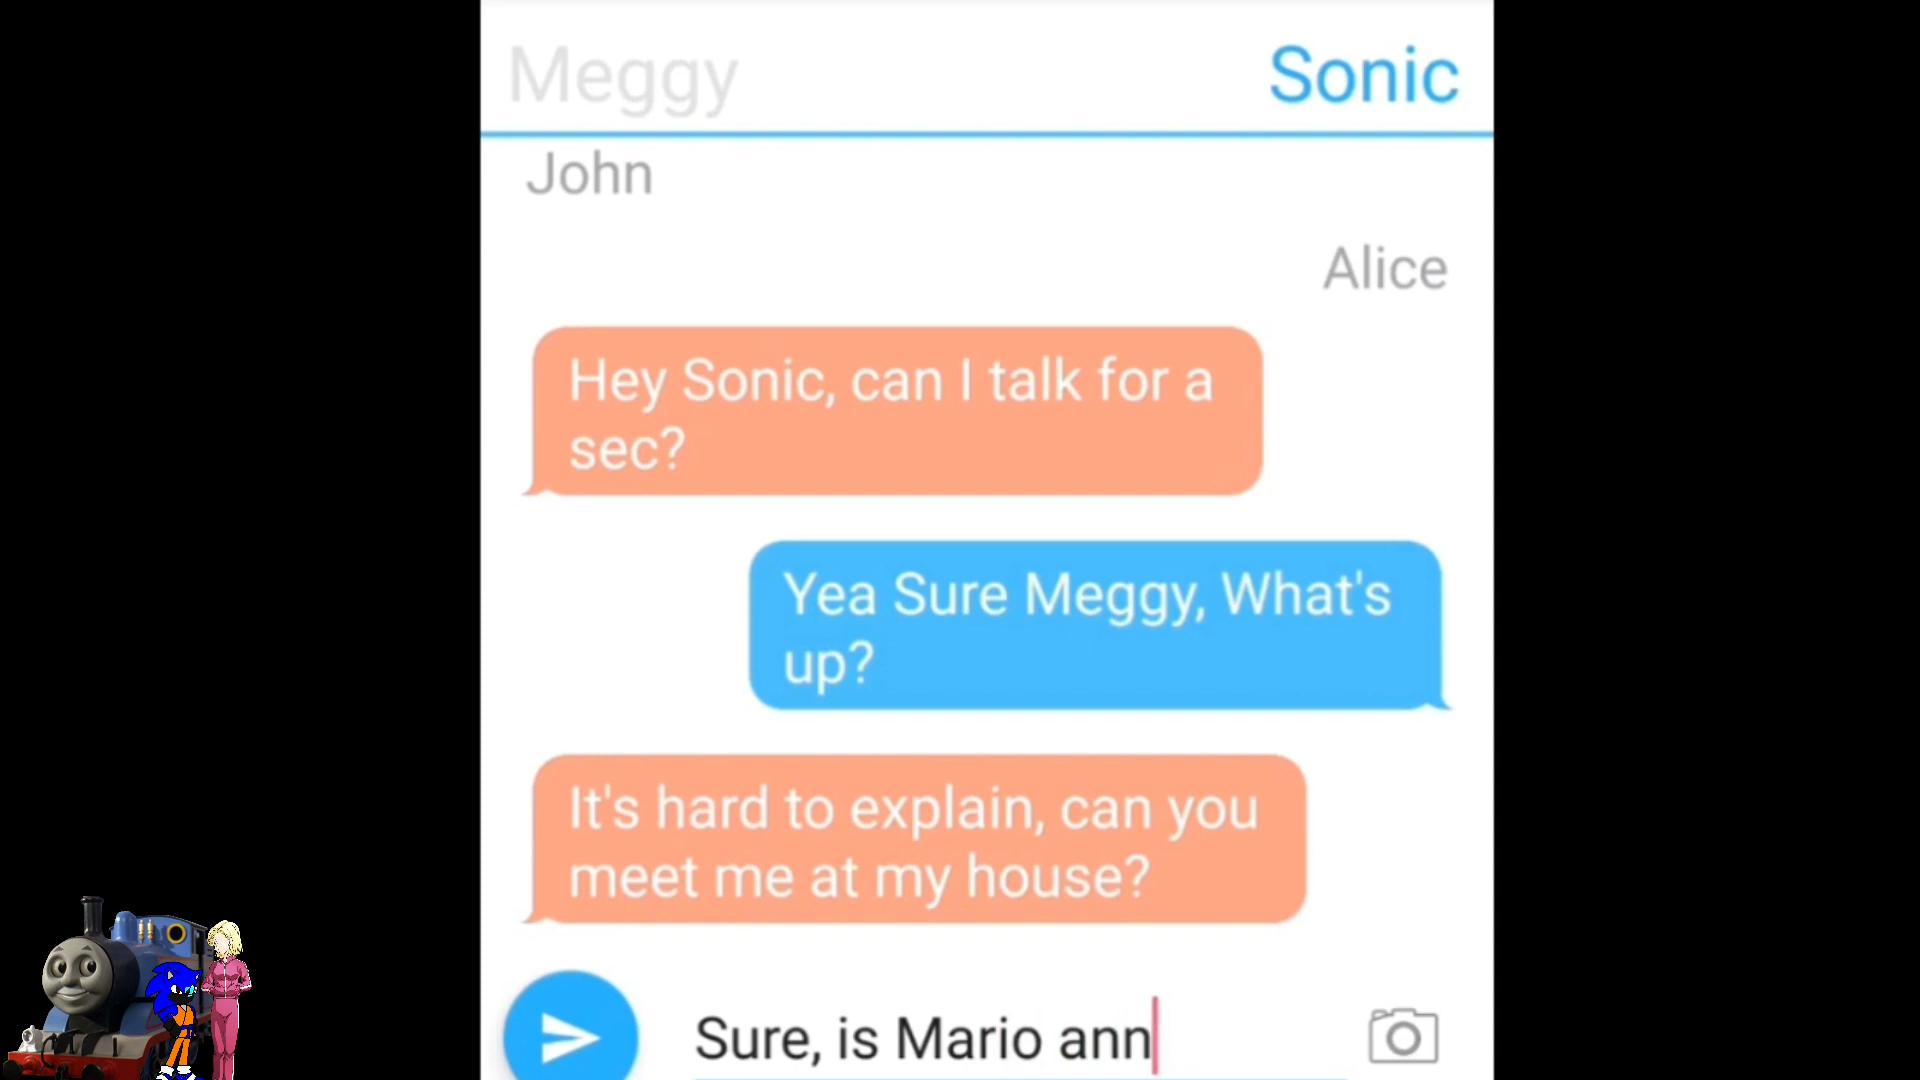 Meggy Sonic
John
Alice
Hey Sonic, can I talk for a
sec?
Yea Sure Meggy, What's
up?
It's hard to explain, can you
meet me at my house?
Sure, is Mario ann